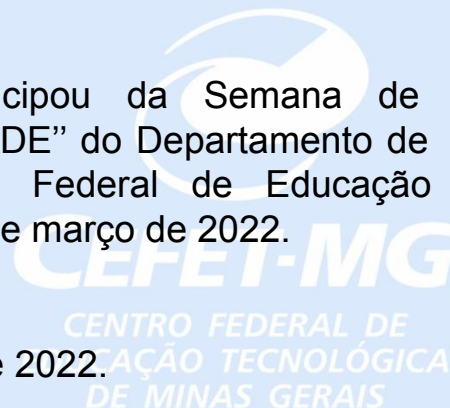 cipou da Semana de
DE” do Departamento de
Federal de Educação
e março de 2022.
CEFET-MG
CENTRO FEDERAL DE
EDUCAÇÃO TECNOLÓGICA
e 2022.
DE MINAS GERAIS